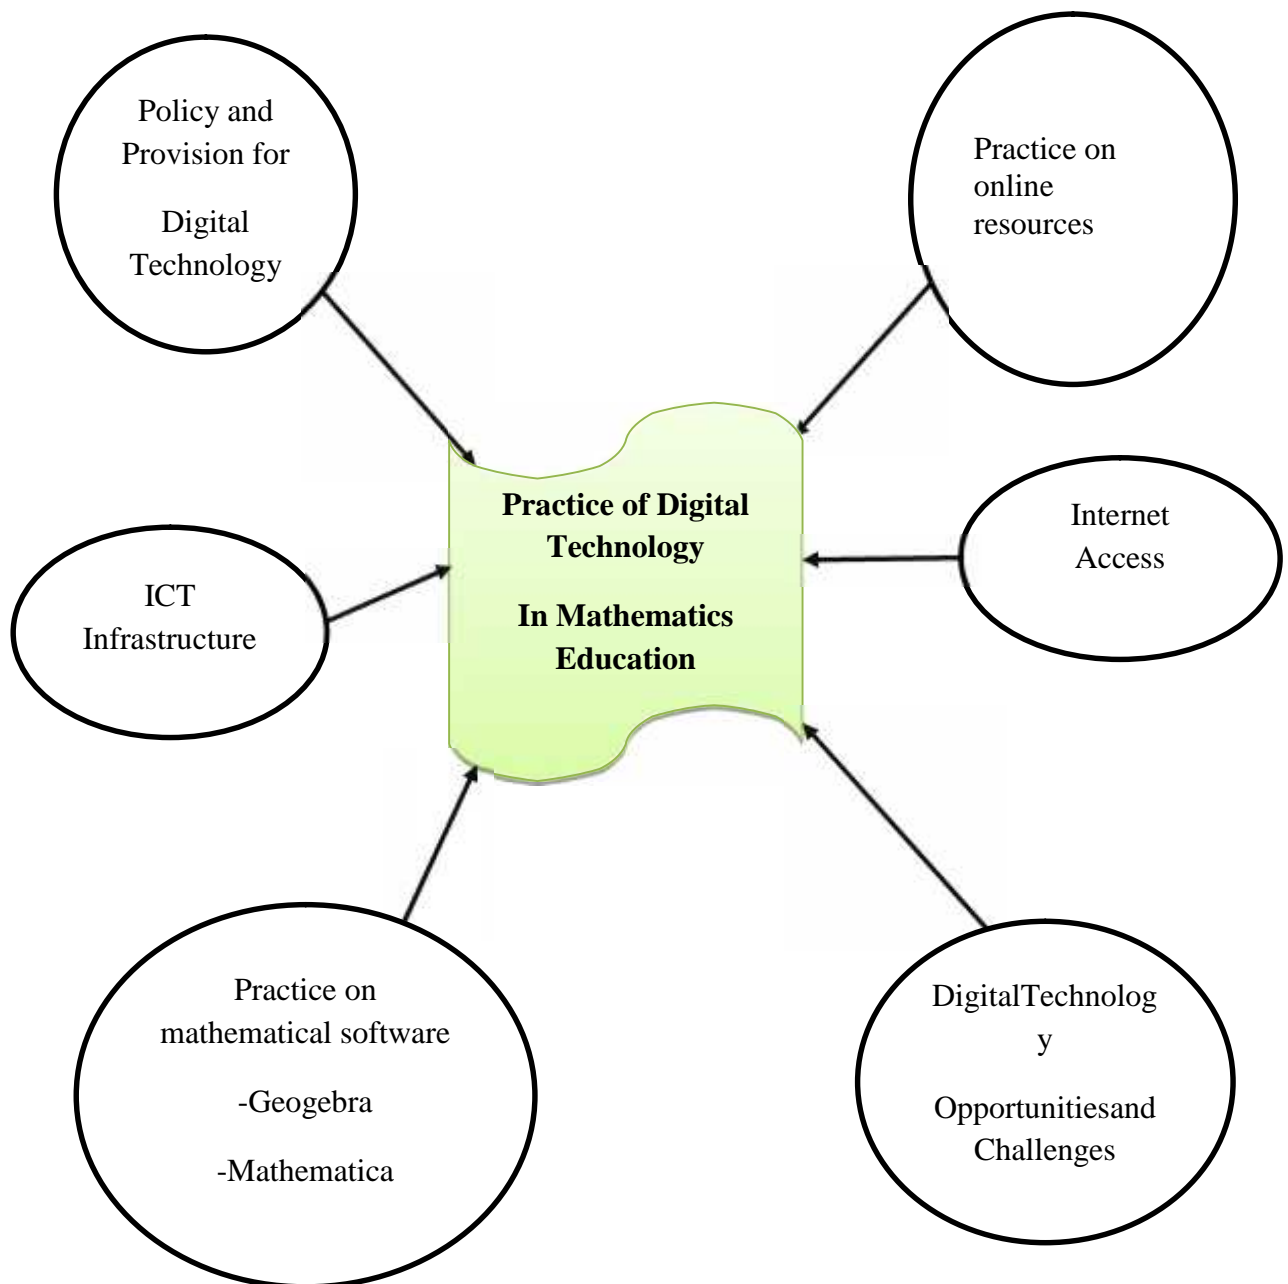 Policy and
Provision for
Digital
Technology
Practice on
online
resources
Practice of Digital
Technology
In Mathematics
Education
Internet
Access
ICT
Infrastructure
Practice on
mathematical software
-Geogebra
-Mathematica
DigitalTechnolog
y
Opportunitiesand
Challenges